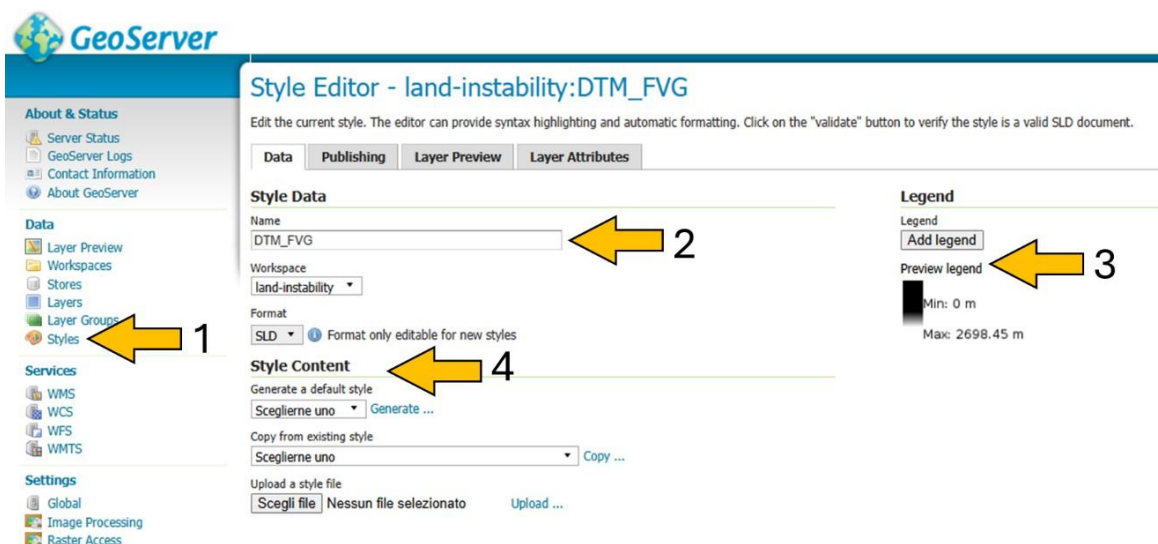 GeoServer
Style Editor - land-instability:DTM_FVG
Edit the current style. The editor can provide syntax highlighting and automatic formatting. Click on the "validate" button to verify the style is a valid SLD document.
About & Status
Server Status
GeoServer Logs
Contact Information
About GeoServer
Data
Layer Preview
Workspaces
Stores
Layers
Layer Groups
Styles
1
Services
WMS
WCS
WFS
WMTS
Settings
Global
Image Processing
Raster Access
Data Publishing Layer Preview Layer Attributes
Style Data
Name
DTM_FVG
2
Workspace
land-instability
Format
SLD Format only editable for new styles
Style Content
4
Generate a default style
Sceglierne uno Generate ...
Copy from existing style
Sceglierne uno Copy ...
Upload a style file
Scegli file Nessun file selezionato Upload ...
Legend
Legend
Add legend
Preview legend
3
Min: 0 m
Max: 2698.45 m